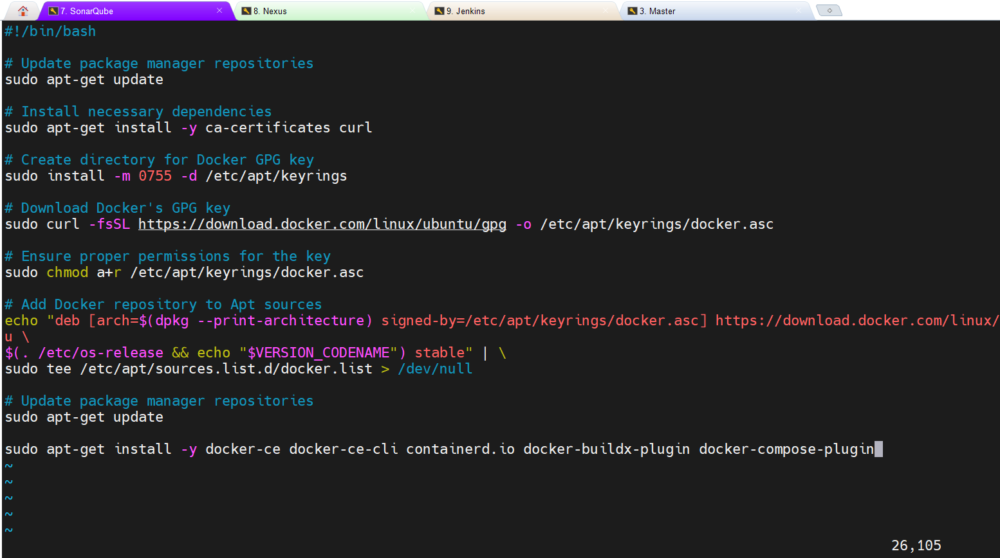 7. SonarQube
8. Nexus
9. Jenkins
3. Master
#!/bin/bash
# Update package manager repositories
sudo apt-get update
# Install necessary dependencies
sudo apt-get install -y ca-certificates curl
# Create directory for Docker GPG key
sudo install -m 0755 -d /etc/apt/keyrings
# Download Docker's GPG key
sudo curl -fsSL https://download.docker.com/linux/ubuntu/gpg -o /etc/apt/keyrings/docker.asc
# Ensure proper permissions for the key
sudo chmod a+r /etc/apt/keyrings/docker.asc
# Add Docker repository to Apt sources
echo "deb [arch=$(dpkg --print-architecture) signed-by=/etc/apt/keyrings/docker.asc] https://download.docker.com/linux/
u \
$(. /etc/os-release && echo "$VERSION_CODENAME") stable" | \
sudo tee /etc/apt/sources.list.d/docker.list > /dev/null
# Update package manager repositories
sudo apt-get update
sudo apt-get install -y docker-ce docker-ce-cli containerd.io docker-buildx-plugin docker-compose-plugin
~
~
~
~
~
26,105